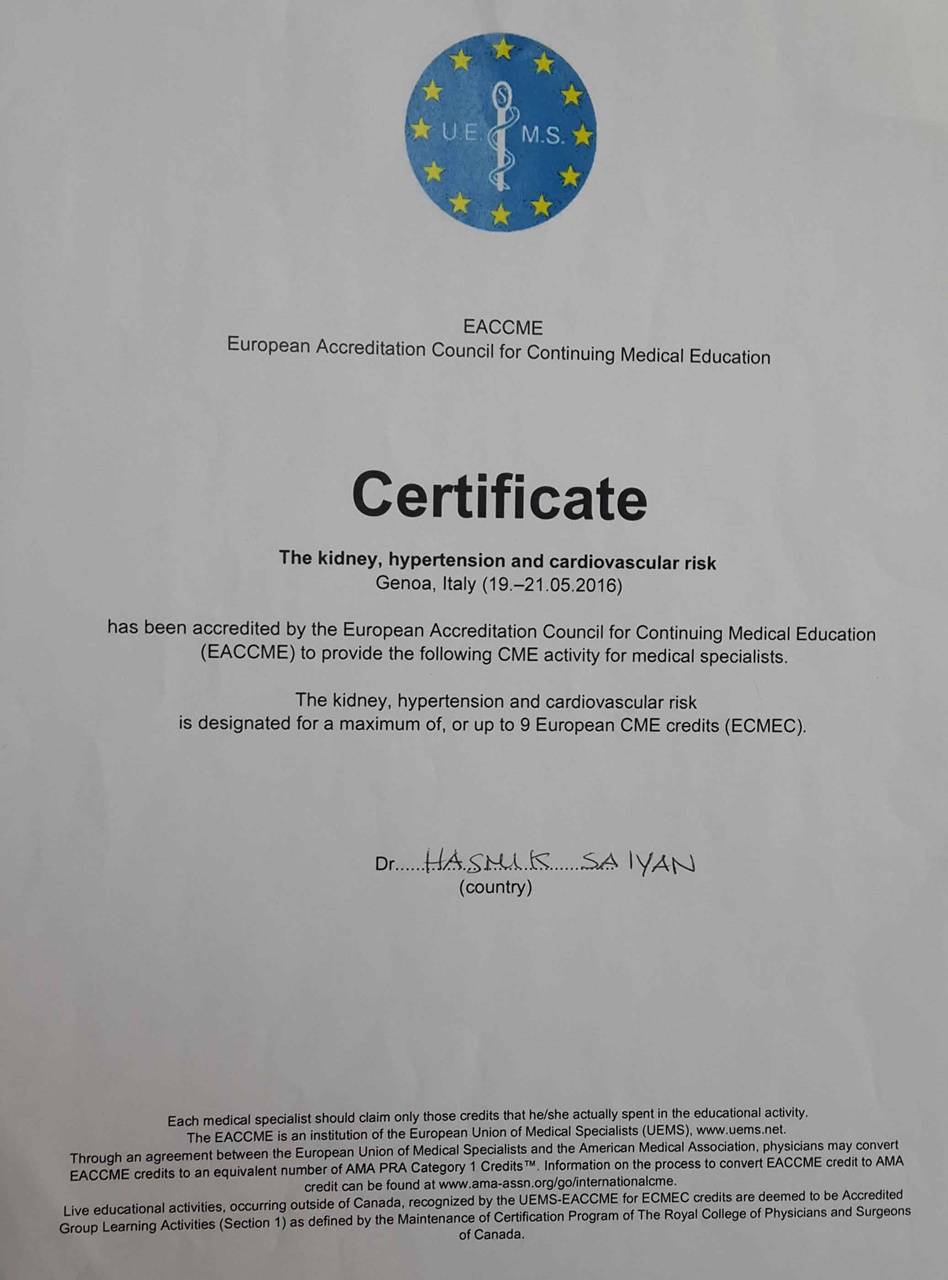 U.E. M.S.
S
EACCME
European Accreditation Council for Continuing Medical Education
Certificate
The kidney, hypertension and cardiovascular risk
Genoa, Italy (19.–21.05.2016)
has been accredited by the European Accreditation Council for Continuing Medical Education
(EACCME) to provide the following CME activity for medical specialists.
The kidney, hypertension and cardiovascular risk
is designated for a maximum of, or up to 9 European CME credits (ECMEC).
Dr......HASMIK......SAIYAN
(country)
Each medical specialist should claim only those credits that he/she actually spent in the educational activity.
The EACCME is an institution of the European Union of Medical Specialists (UEMS), www.uems.net.
Through an agreement between the European Union of Medical Specialists and the American Medical Association, physicians may convert
EACCME credits to an equivalent number of AMA PRA Category 1 Credits™. Information on the process to convert EACCME credit to AMA
credit can be found at www.ama-assn.org/go/internationalcme.
Live educational activities, occurring outside of Canada, recognized by the UEMS-EACCME for ECMEC credits are deemed to be Accredited
Group Learning Activities (Section 1) as defined by the Maintenance of Certification Program of The Royal College of Physicians and Surgeons
of Canada.